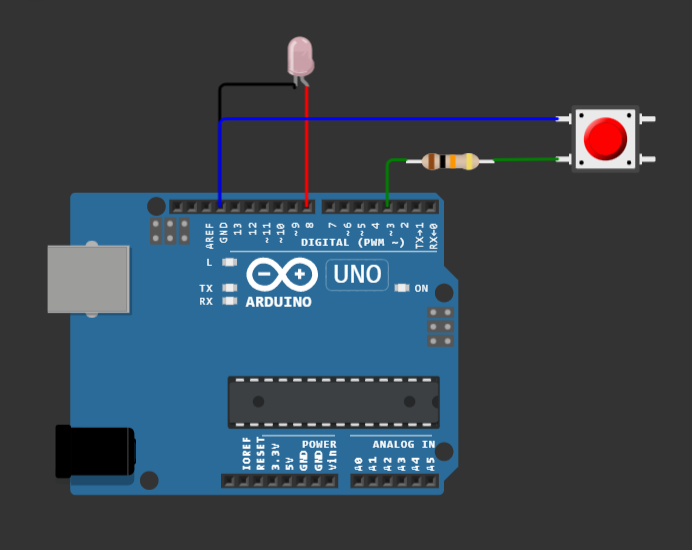 AREF
GND
13
12
~11
~10
~9
8
7
~6
~5
4
~3
2
TX→1
RX←0
DIGITAL (PWM ~)
L
TX
RX
UNO
ARDUINO
ON
POWER
ANALOG IN
IOREF
RESET
3.3V
5V
GND
GND
Vin
A0
A1
A2
A3
A4
A5